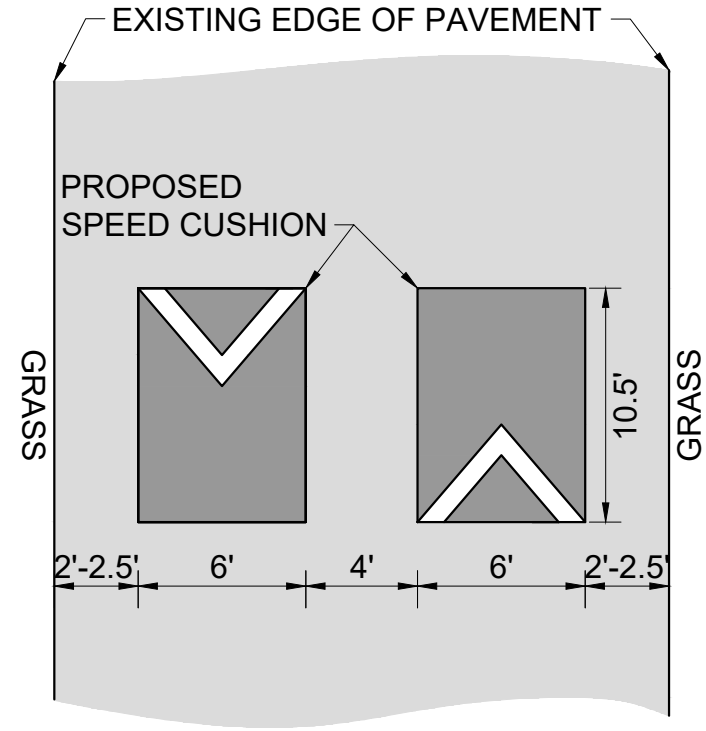 EXISTING EDGE OF PAVEMENT
PROPOSED
SPEED CUSHION
GRASS
GRASS
10.5'
2'-2.5'
6'
4'
6'
2'-2.5'